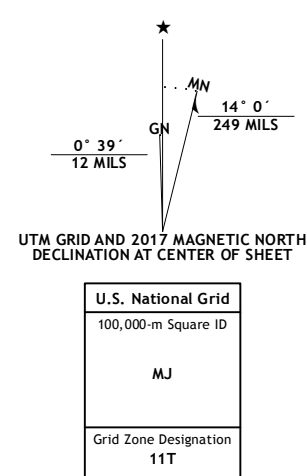 ★
MN
14° 0´
249 MILS
GN
0° 39´
12 MILS
UTM GRID AND 2017 MAGNETIC NORTH
DECLINATION AT CENTER OF SHEET
U.S. National Grid
100,000-m Square ID
MJ
Grid Zone Designation
11T